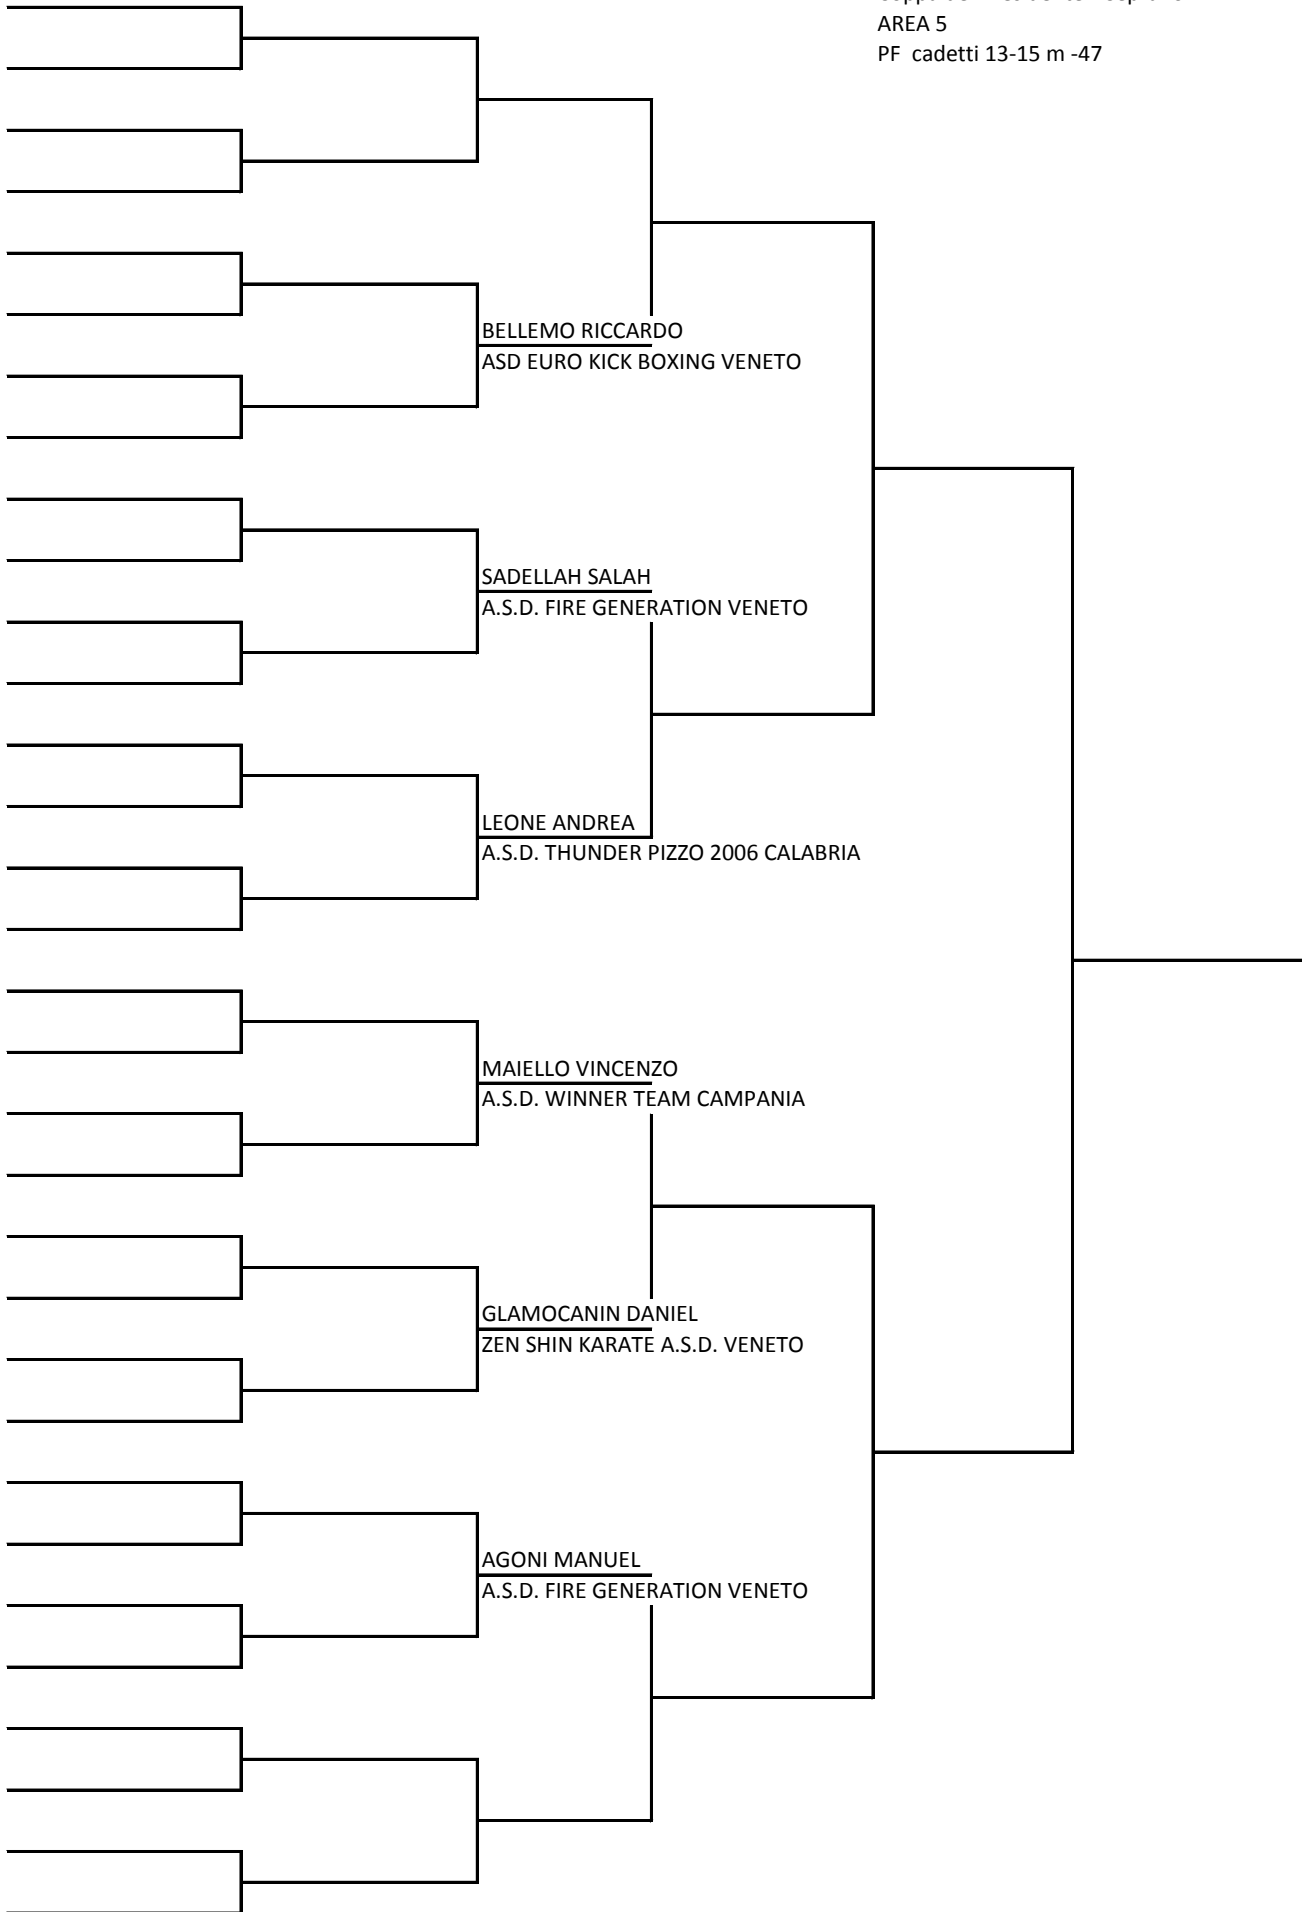 AREA 5
PF cadetti 13-15 m -47
BELLEMO RICCARDO
ASD EURO KICK BOXING VENETO
SADELLAH SALAH
A.S.D. FIRE GENERATION VENETO
LEONE ANDREA
A.S.D. THUNDER PIZZO 2006 CALABRIA
MAIELLO VINCENZO
A.S.D. WINNER TEAM CAMPANIA
GLAMOCANIN DANIEL
ZEN SHIN KARATE A.S.D. VENETO
AGONI MANUEL
A.S.D. FIRE GENERATION VENETO